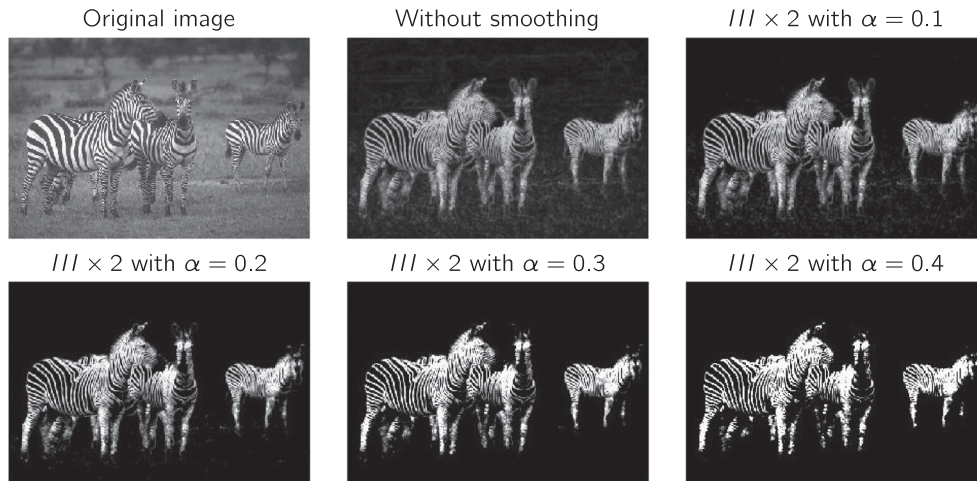 Original image
Without smoothing
III × 2 with α = 0.1
III × 2 with α = 0.2
III × 2 with α = 0.3
III × 2 with α = 0.4